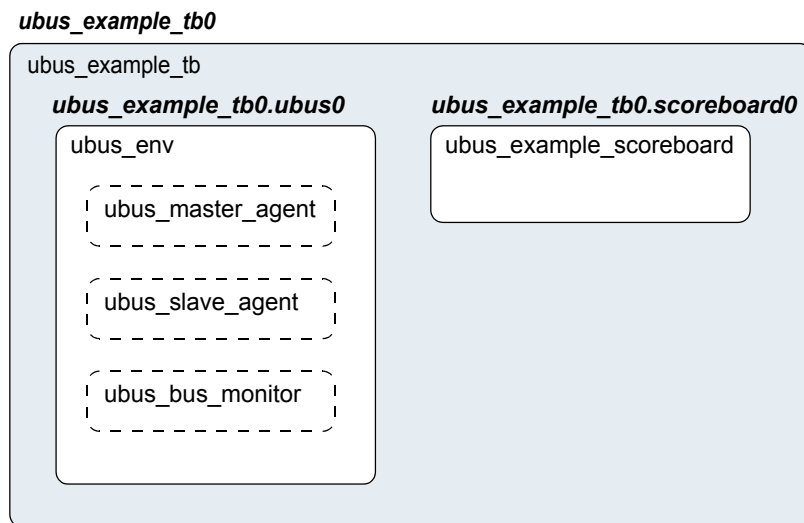 ubus_example_tb0
ubus_example_tb
ubus_example_tb0.ubus0
ubus_env
ubus_master_agent
ubus_slave_agent
ubus_bus_monitor
ubus_example_tb0.scoreboard0
ubus_example_scoreboard